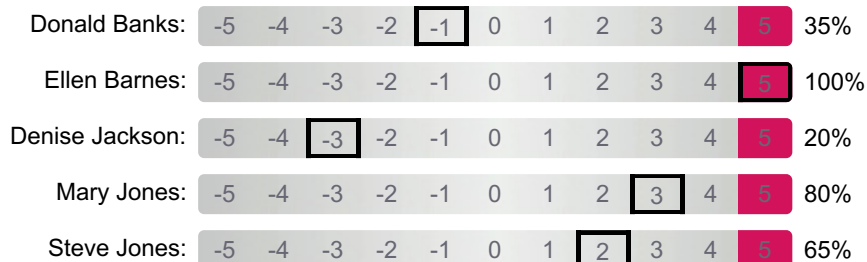 Donald Banks: -5 -4 -3 -2 -1 0 1 2 3 4 5 35%
Ellen Barnes: -5 -4 -3 -2 -1 0 1 2 3 4 5 100%
Denise Jackson: -5 -4 -3 -2 -1 0 1 2 3 4 5 20%
Mary Jones: -5 -4 -3 -2 -1 0 1 2 3 4 5 80%
Steve Jones: -5 -4 -3 -2 -1 0 1 2 3 4 5 65%